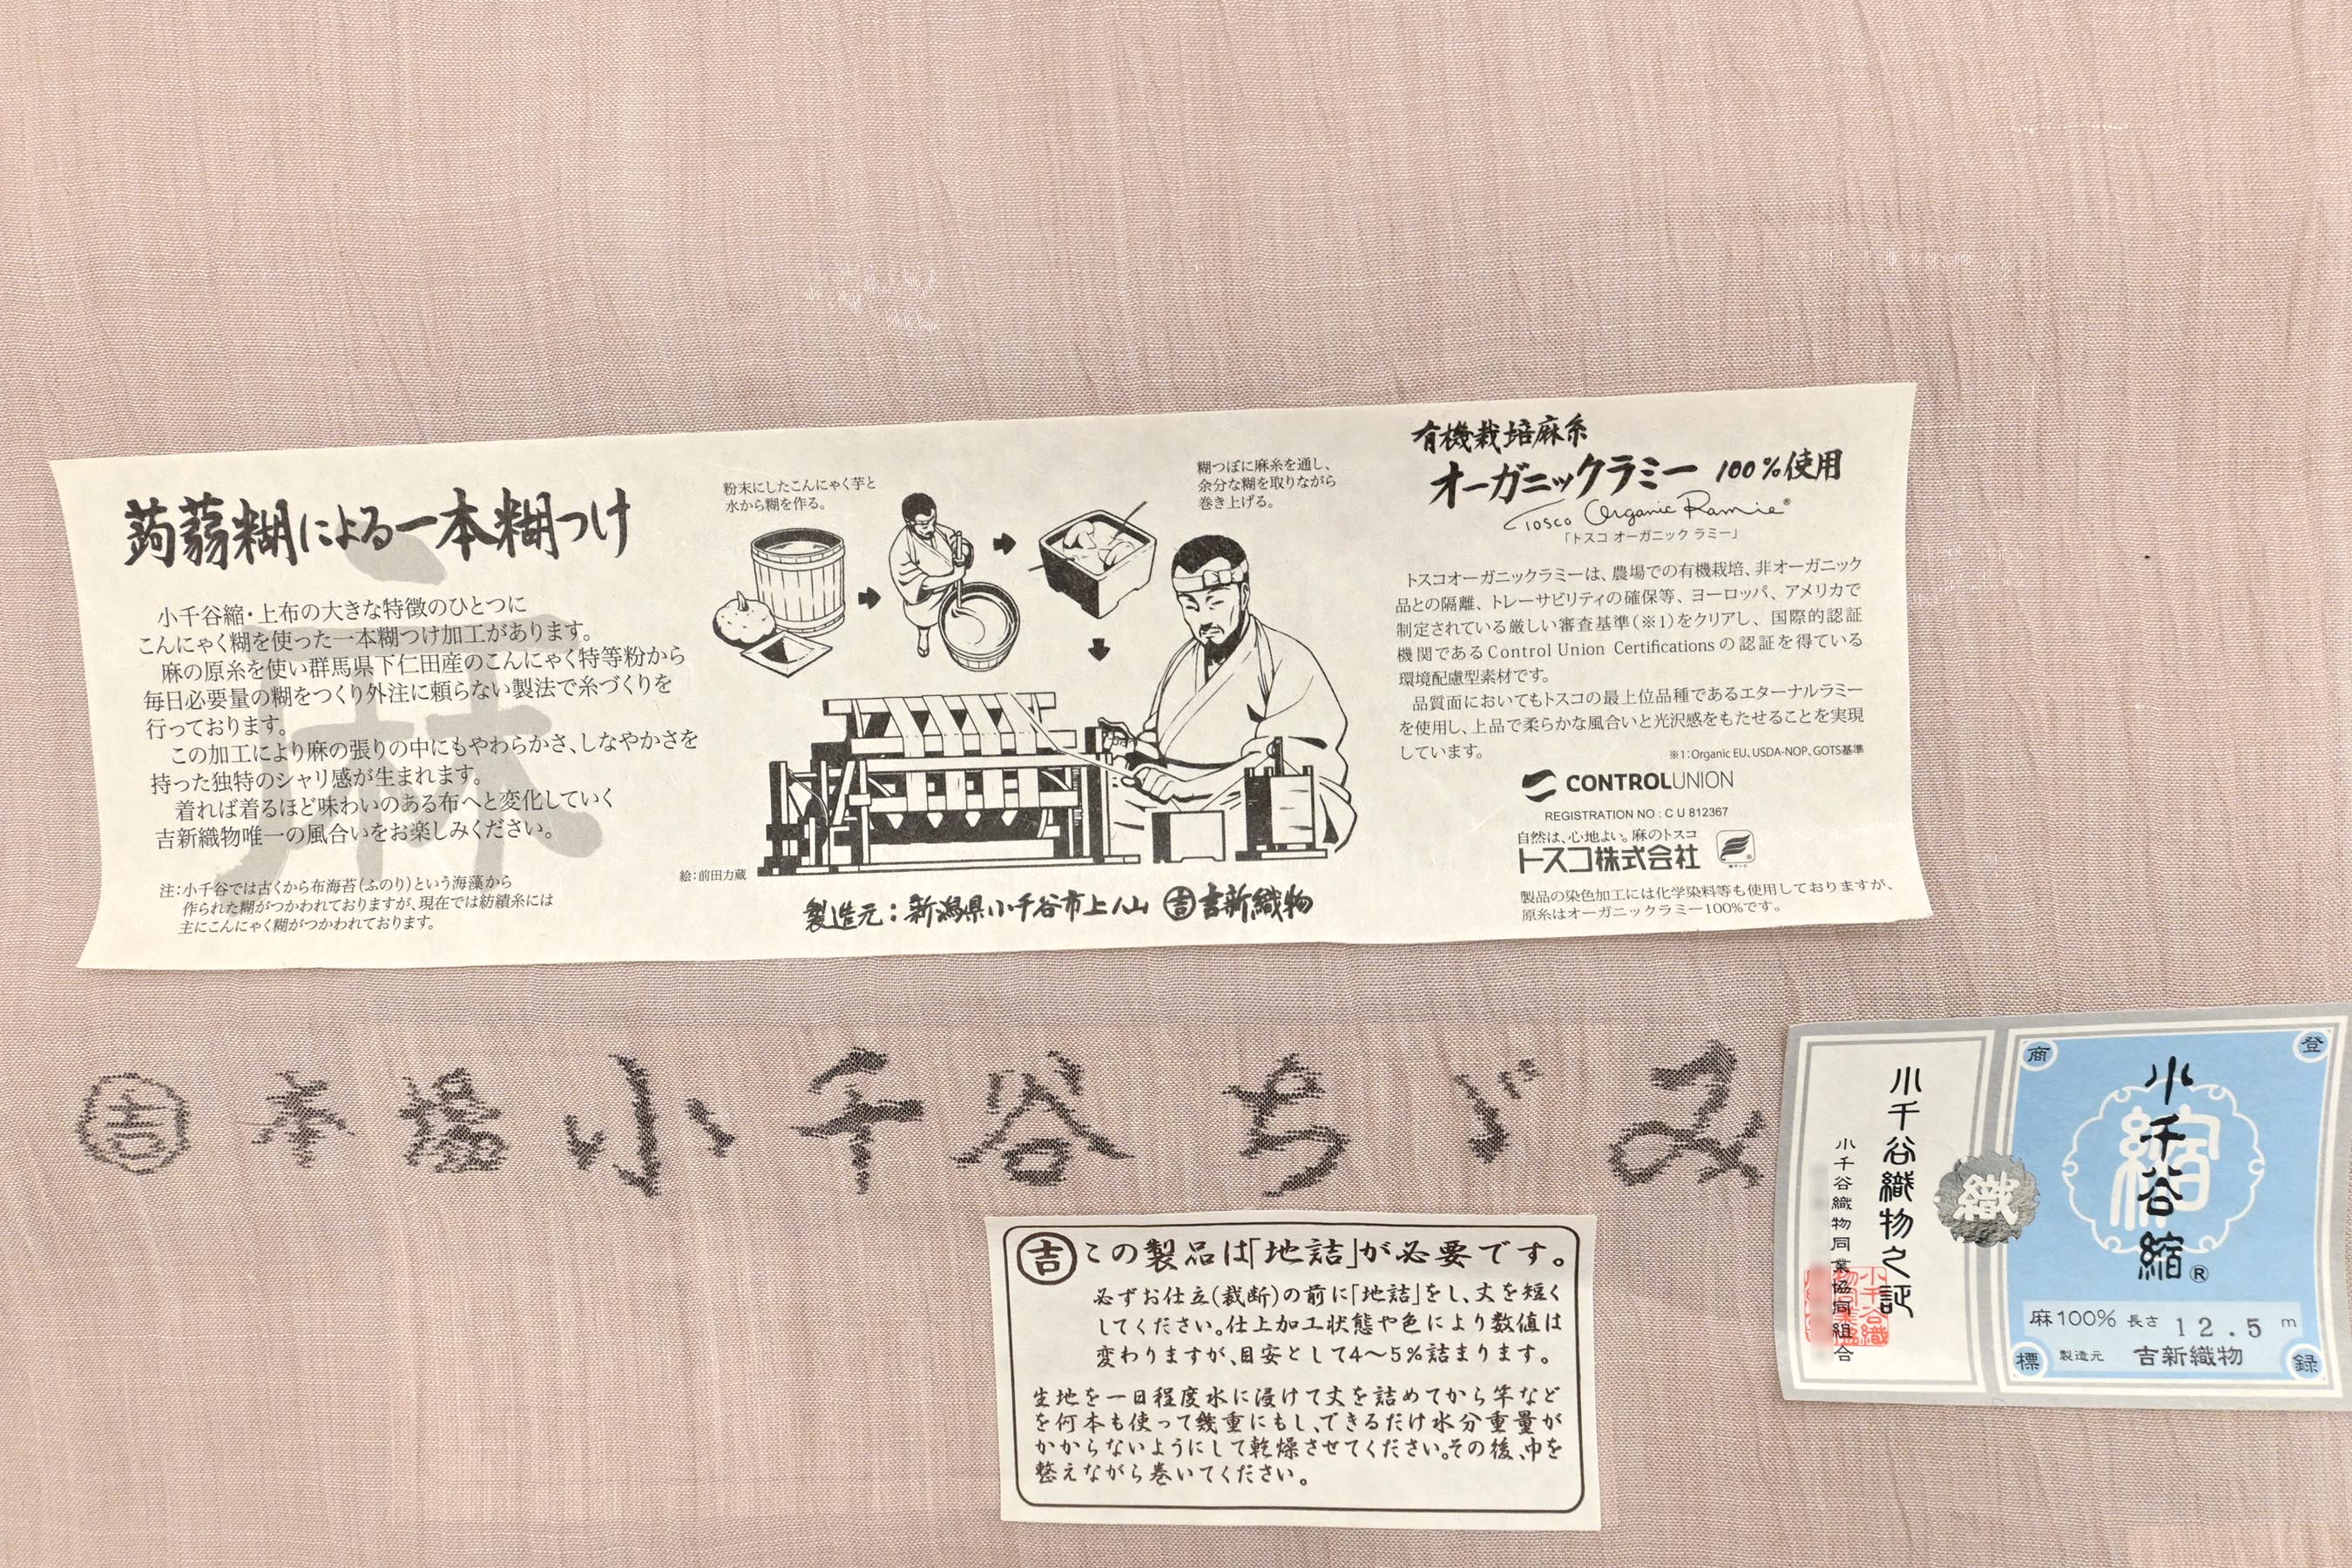 蒟蒻糊による一本糊つけ
小千谷縮・上布の大きな特徴のひとつに
こんにゃく糊を使った一本糊つけ加工があります。
麻の原糸を使い群馬県下仁田産のこんにゃく特等粉から
毎日必要量の糊をつくり外注に頼らない製法で糸づくりを
行っております。
この加工により麻の張りの中にもやわらかさ、しなやかさを
持った独特のシャリ感が生まれます。
着れば着るほど味わいのある布へと変化していく
吉新織物唯一の風合いをお楽しみください。
麻
注:小千谷では古くから布海苔(ふのり)という海藻から
作られた糊がつかわれておりますが、現在では紡績糸には
主にこんにゃく糊がつかわれております。
粉末にしたこんにゃく芋と
水から糊を作る。
糊つぼに麻糸を通し、
余分な糊を取りながら
巻き上げる。
絵:前田力蔵
製造元:新潟県小千谷市上ノ山 吉 吉新織物
有機栽培麻糸
オーガニックラミー 100%使用
Tosco Organic Ramie®
「トスコ オーガニック ラミー」
トスコオーガニックラミーは、農場での有機栽培、非オーガニック
品との隔離、トレーサビリティの確保等、ヨーロッパ、アメリカで
制定されている厳しい審査基準(※1)をクリアし、国際的認証
機関であるControl Union Certificationsの認証を得ている
環境配慮型素材です。
品質面においてもトスコの最上位品種であるエターナルラミー
を使用し、上品で柔らかな風合いと光沢感をもたせることを実現
しています。
※1:Organic EU、USDA-NOP、GOTS基準
CONTROLUNION
REGISTRATION NO : C U 812367
自然は、心地よい。麻のトスコ
トスコ株式会社
製品の染色加工には化学染料等も使用しておりますが、
原糸はオーガニックラミー100%です。
吉 本場小千谷ちぢみ
吉 この製品は「地詰」が必要です。
必ずお仕立(裁断)の前に「地詰」をし、丈を短く
してください。仕上加工状態や色により数値は
変わりますが、目安として4〜5%詰まります。
生地を一日程度水に浸けて丈を詰めてから竿など
を何本も使って幾重にもし、できるだけ水分重量が
かからないようにして乾燥させてください。その後、巾を
整えながら巻いてください。
小千谷織物之証
小千谷織物同業協同組合
織
登
録
商
標
縮
小千谷縮®
麻100% 長さ 12.5 m
製造元 吉新織物